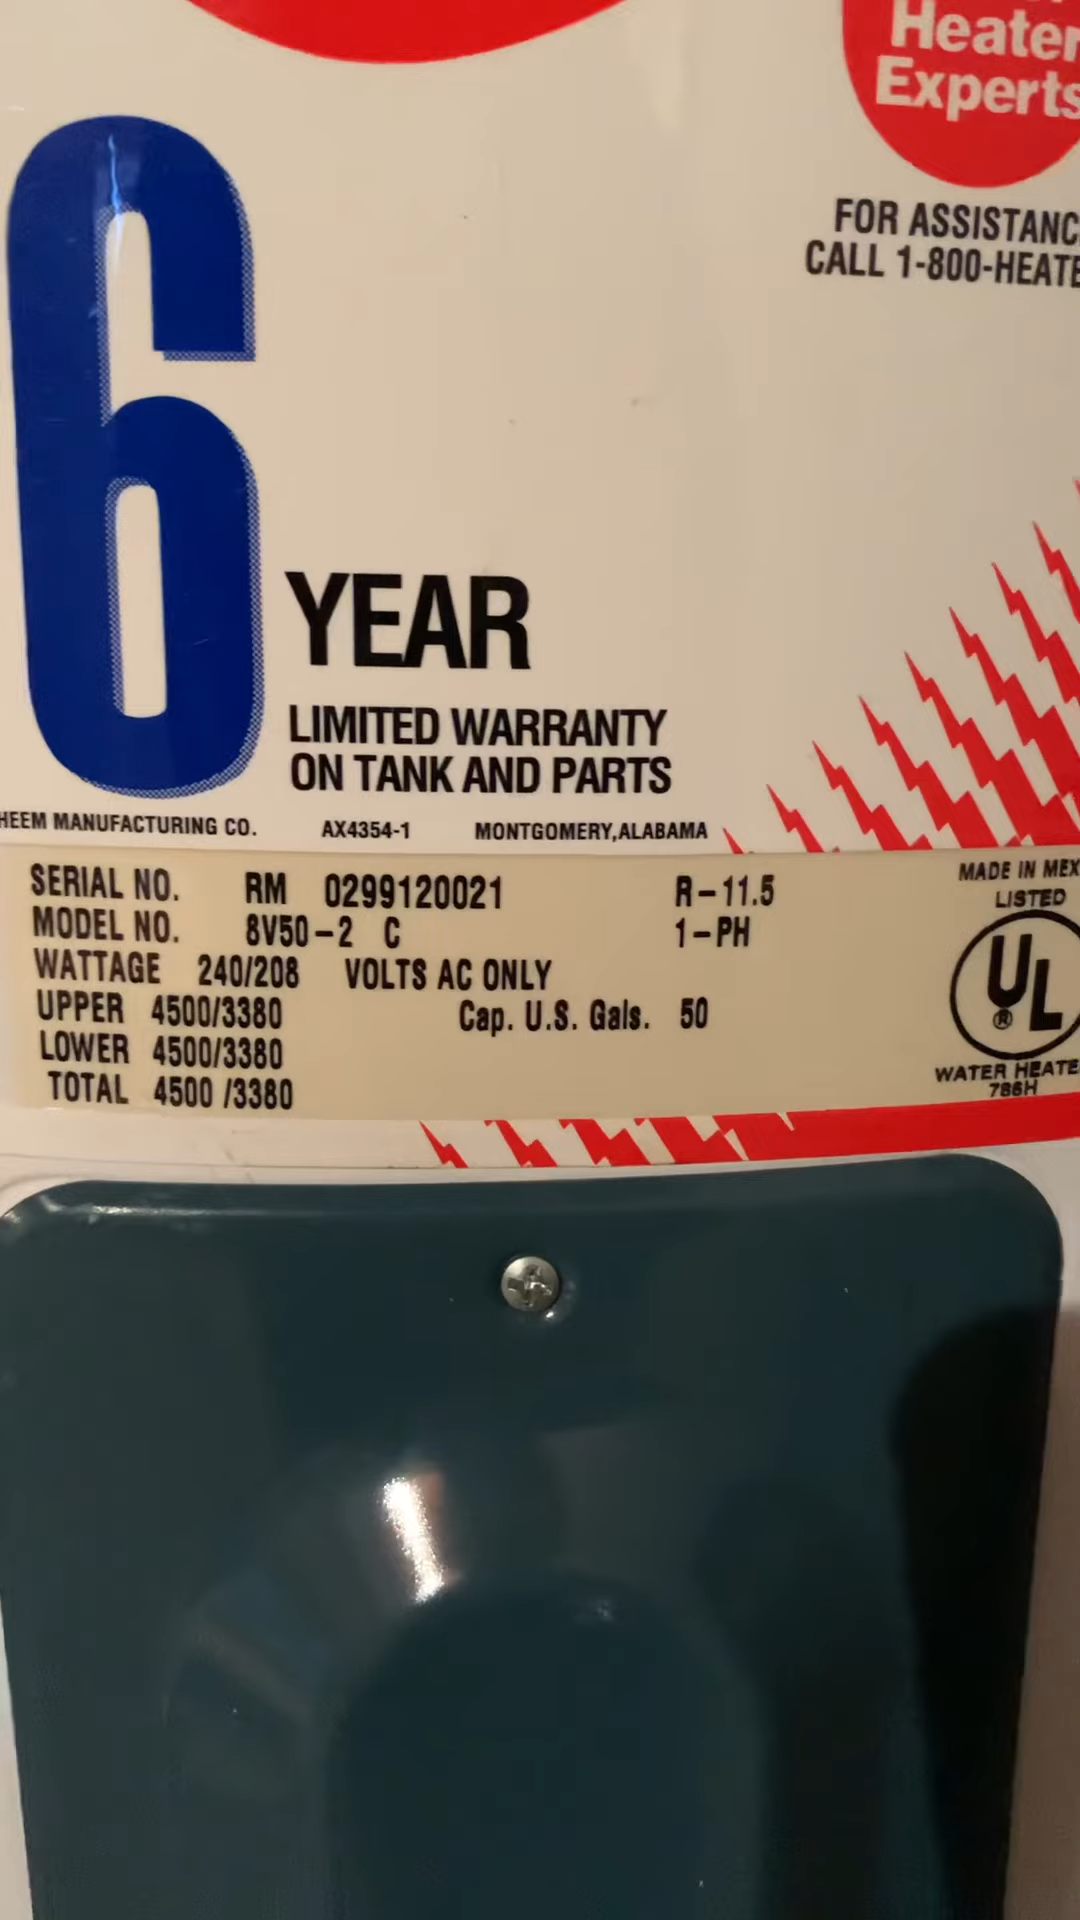 Heater
Experts
FOR ASSISTANC
CALL 1-800-HEATE
6
YEAR
LIMITED WARRANTY
ON TANK AND PARTS
HEEM MANUFACTURING CO. AX4354-1 MONTGOMERY,ALABAMA
SERIAL NO. RM 0299120021 R-11.5
MODEL NO. 8V50-2 C 1-PH
WATTAGE 240/208 VOLTS AC ONLY
UPPER 4500/3380 Cap. U.S. Gals. 50
LOWER 4500/3380
TOTAL 4500 /3380
MADE IN MEX
LISTED
UL
®
WATER HEATE
786H